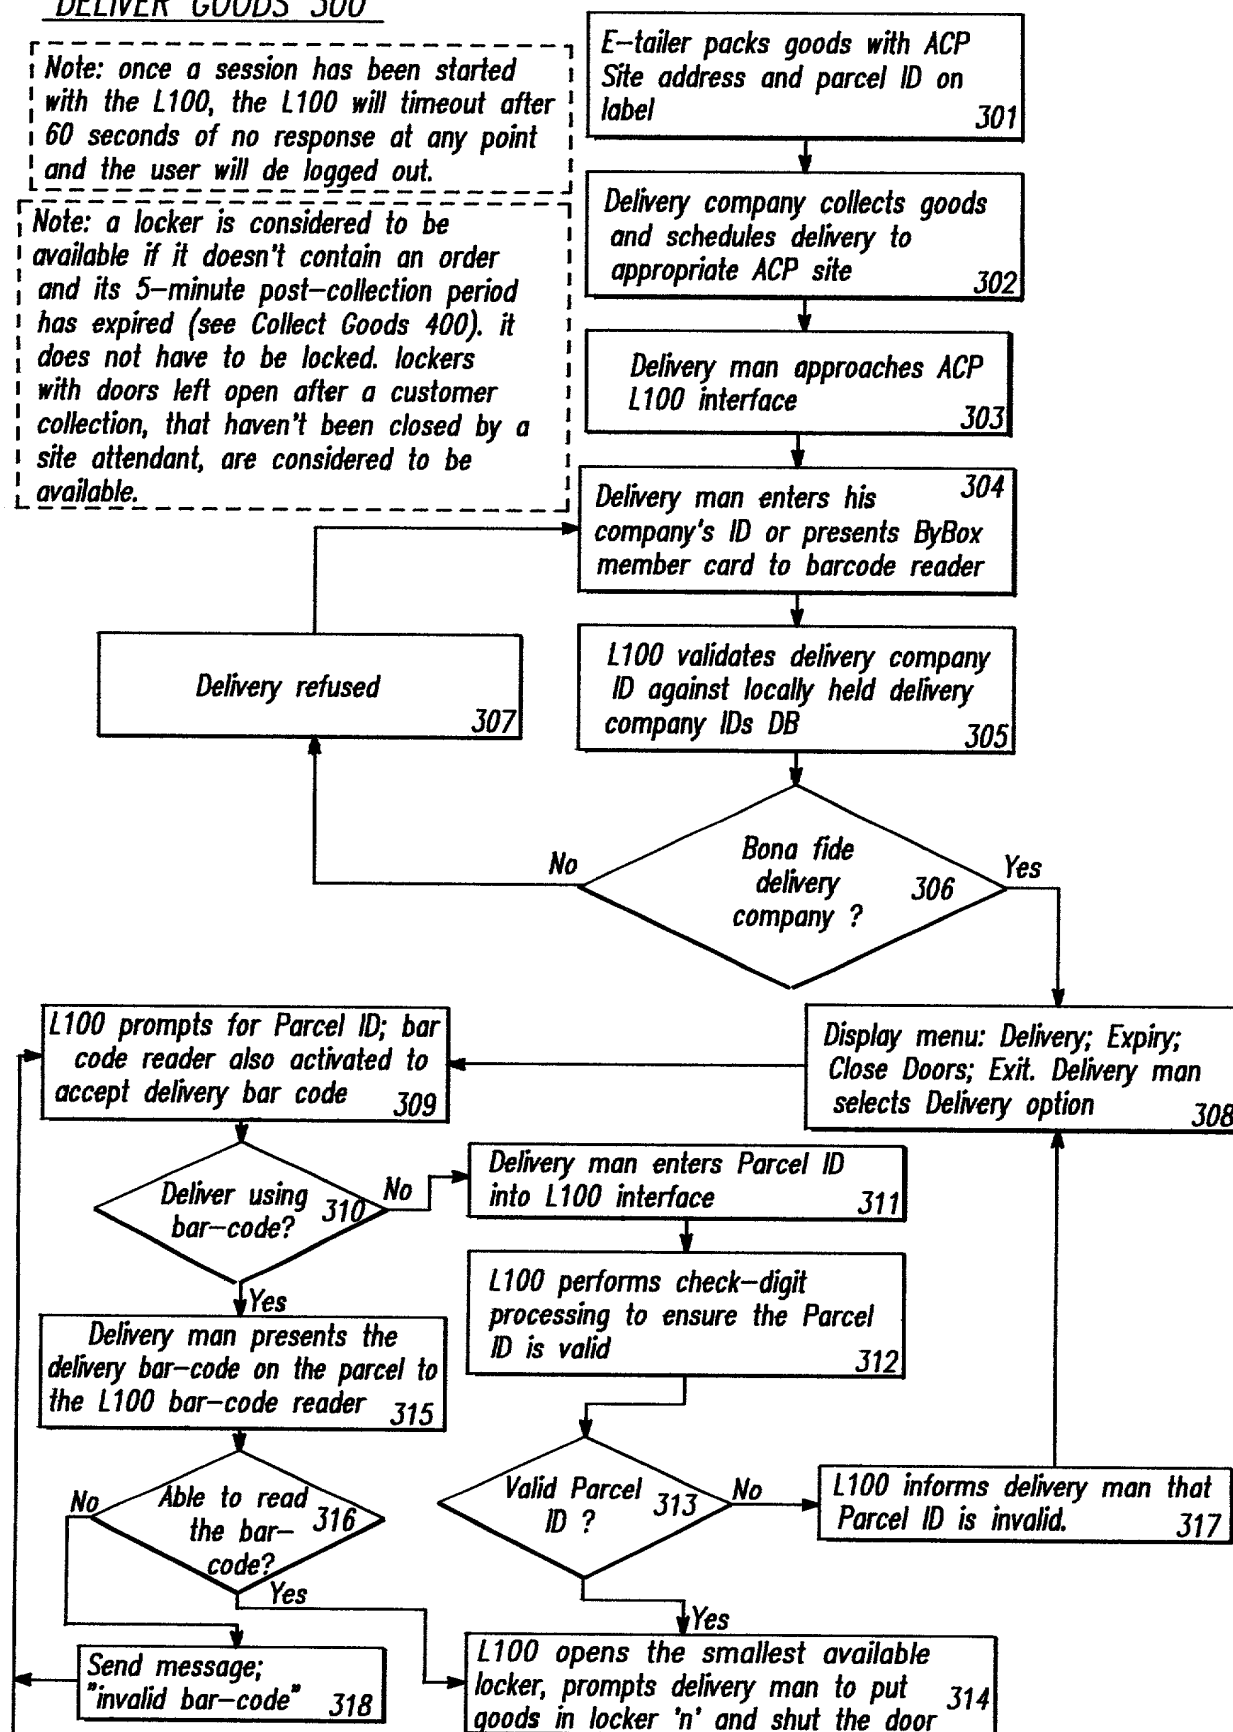 DELIVER GOODS 300
Note: once a session has been started
with the L100, the L100 will timeout after
60 seconds of no response at any point
and the user will de logged out.
Note: a locker is considered to be
available if it doesn't contain an order
and its 5-minute post-collection period
has expired (see Collect Goods 400). it
does not have to be locked. lockers
with doors left open after a customer
collection, that haven't been closed by a
site attendant, are considered to be
available.
E-tailer packs goods with ACP
Site address and parcel ID on
label 301
Delivery company collects goods
and schedules delivery to
appropriate ACP site 302
Delivery man approaches ACP
L100 interface 303
Delivery man enters his 304
company's ID or presents ByBox
member card to barcode reader
L100 validates delivery company
ID against locally held delivery
company IDs DB 305
Delivery refused
307
Bona fide
delivery 306
company ?
No
Yes
Display menu: Delivery; Expiry;
Close Doors; Exit. Delivery man
selects Delivery option 308
L100 prompts for Parcel ID; bar
code reader also activated to
accept delivery bar code 309
Deliver using 310
bar-code?
No
Yes
Delivery man enters Parcel ID
into L100 interface 311
L100 performs check-digit
processing to ensure the Parcel
ID is valid 312
Valid Parcel 313
ID ?
No
Yes
L100 informs delivery man that
Parcel ID is invalid. 317
Delivery man presents the
delivery bar-code on the parcel to
the L100 bar-code reader 315
Able to read 316
the bar-
code?
No
Yes
Send message;
"invalid bar-code" 318
L100 opens the smallest available
locker, prompts delivery man to put 314
goods in locker 'n' and shut the door